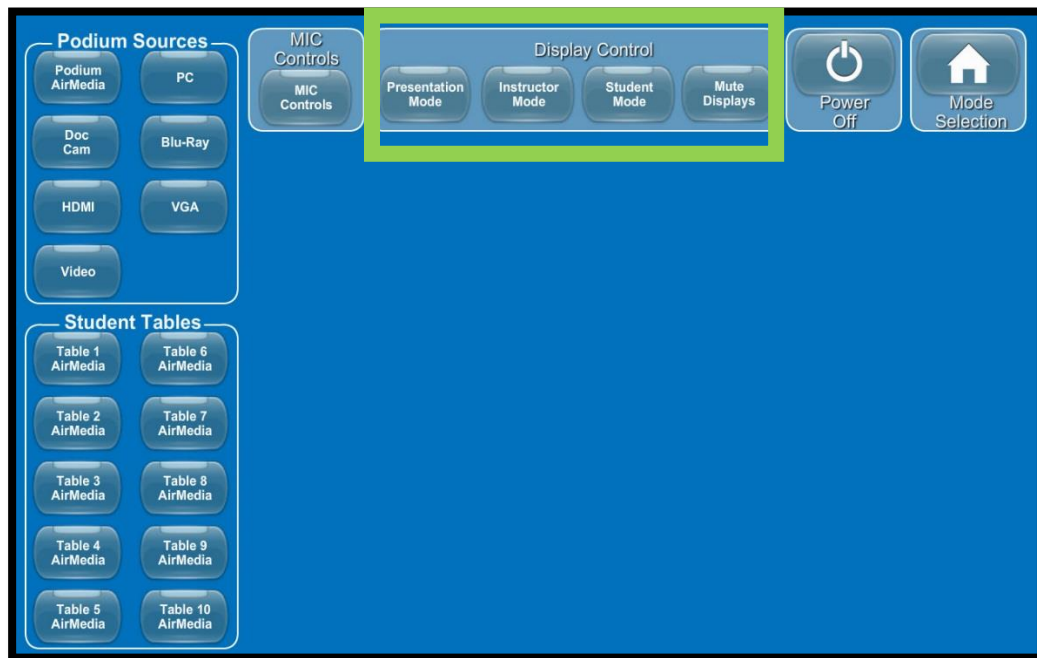 Podium Sources
Podium
AirMedia
PC
Doc
Cam
Blu-Ray
HDMI
VGA
Video
Student Tables
Table 1
AirMedia
Table 6
AirMedia
Table 2
AirMedia
Table 7
AirMedia
Table 3
AirMedia
Table 8
AirMedia
Table 4
AirMedia
Table 9
AirMedia
Table 5
AirMedia
Table 10
AirMedia
MIC
Controls
MIC
Controls
Display Control
Presentation
Mode
Instructor
Mode
Student
Mode
Mute
Displays
Power
Off
Mode
Selection